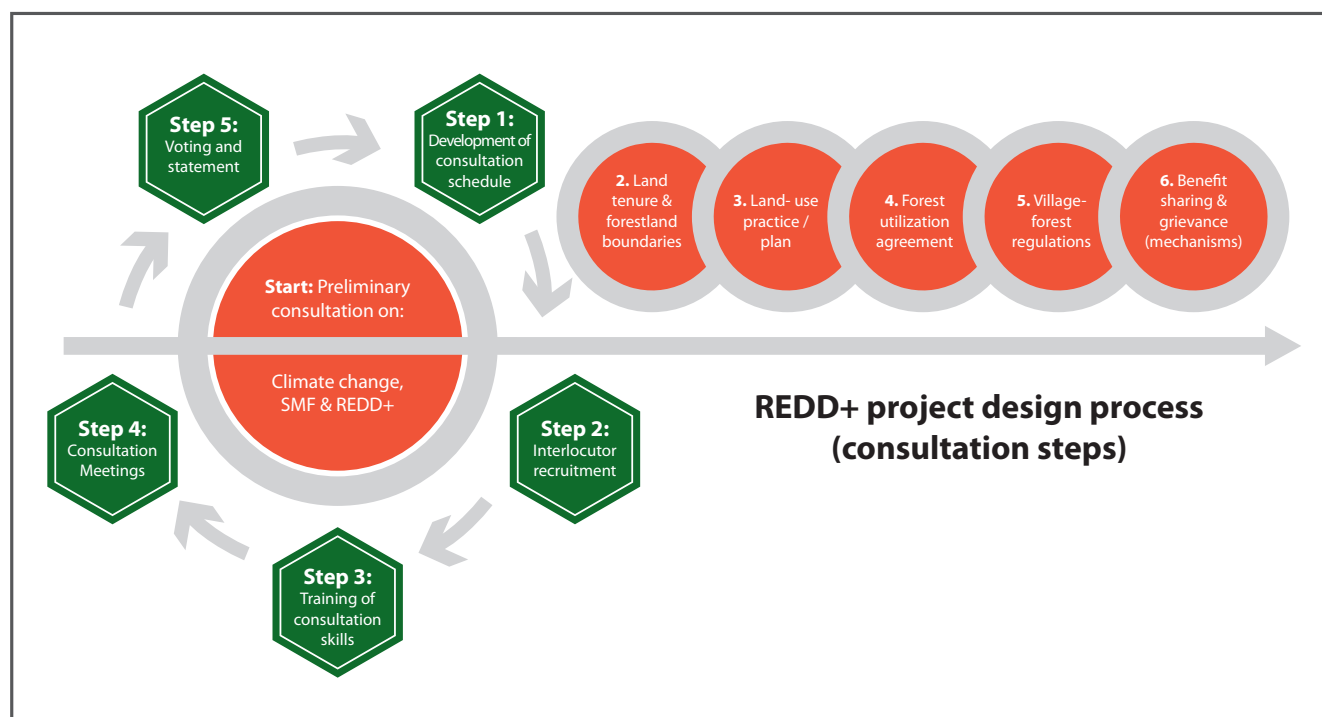 Step 5:
Voting and
statement
Step 1:
Development of
consultation
schedule
Start: Preliminary
consultation on:
Climate change,
SMF & REDD+
Step 4:
Consultation
Meetings
Step 2:
Interlocutor
recruitment
Step 3:
Training of
consultation
skills
2. Land
tenure &
forestland
boundaries
3. Land- use
practice /
plan
4. Forest
utilization
agreement
5. Village-
forest
regulations
6. Benefit
sharing &
grievance
(mechanisms)
REDD+ project design process
(consultation steps)